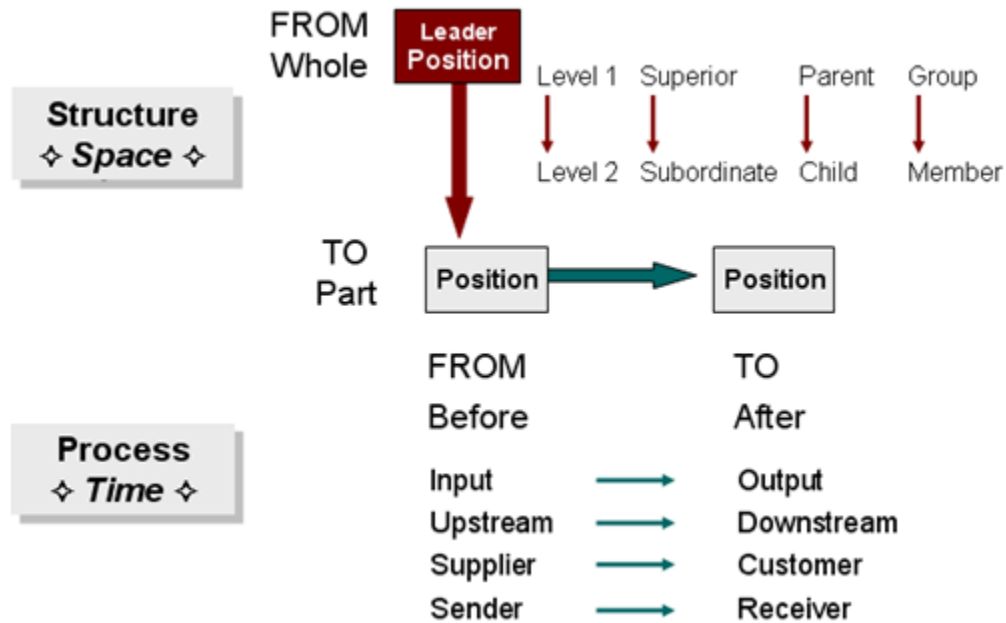 FROM
Whole
Leader
Position
Level 1 Superior Parent Group
Level 2 Subordinate Child Member
Structure
✧ Space ✧
TO
Part
Position Position
FROM TO
Before After
Process
✧ Time ✧
Input Output
Upstream Downstream
Supplier Customer
Sender Receiver